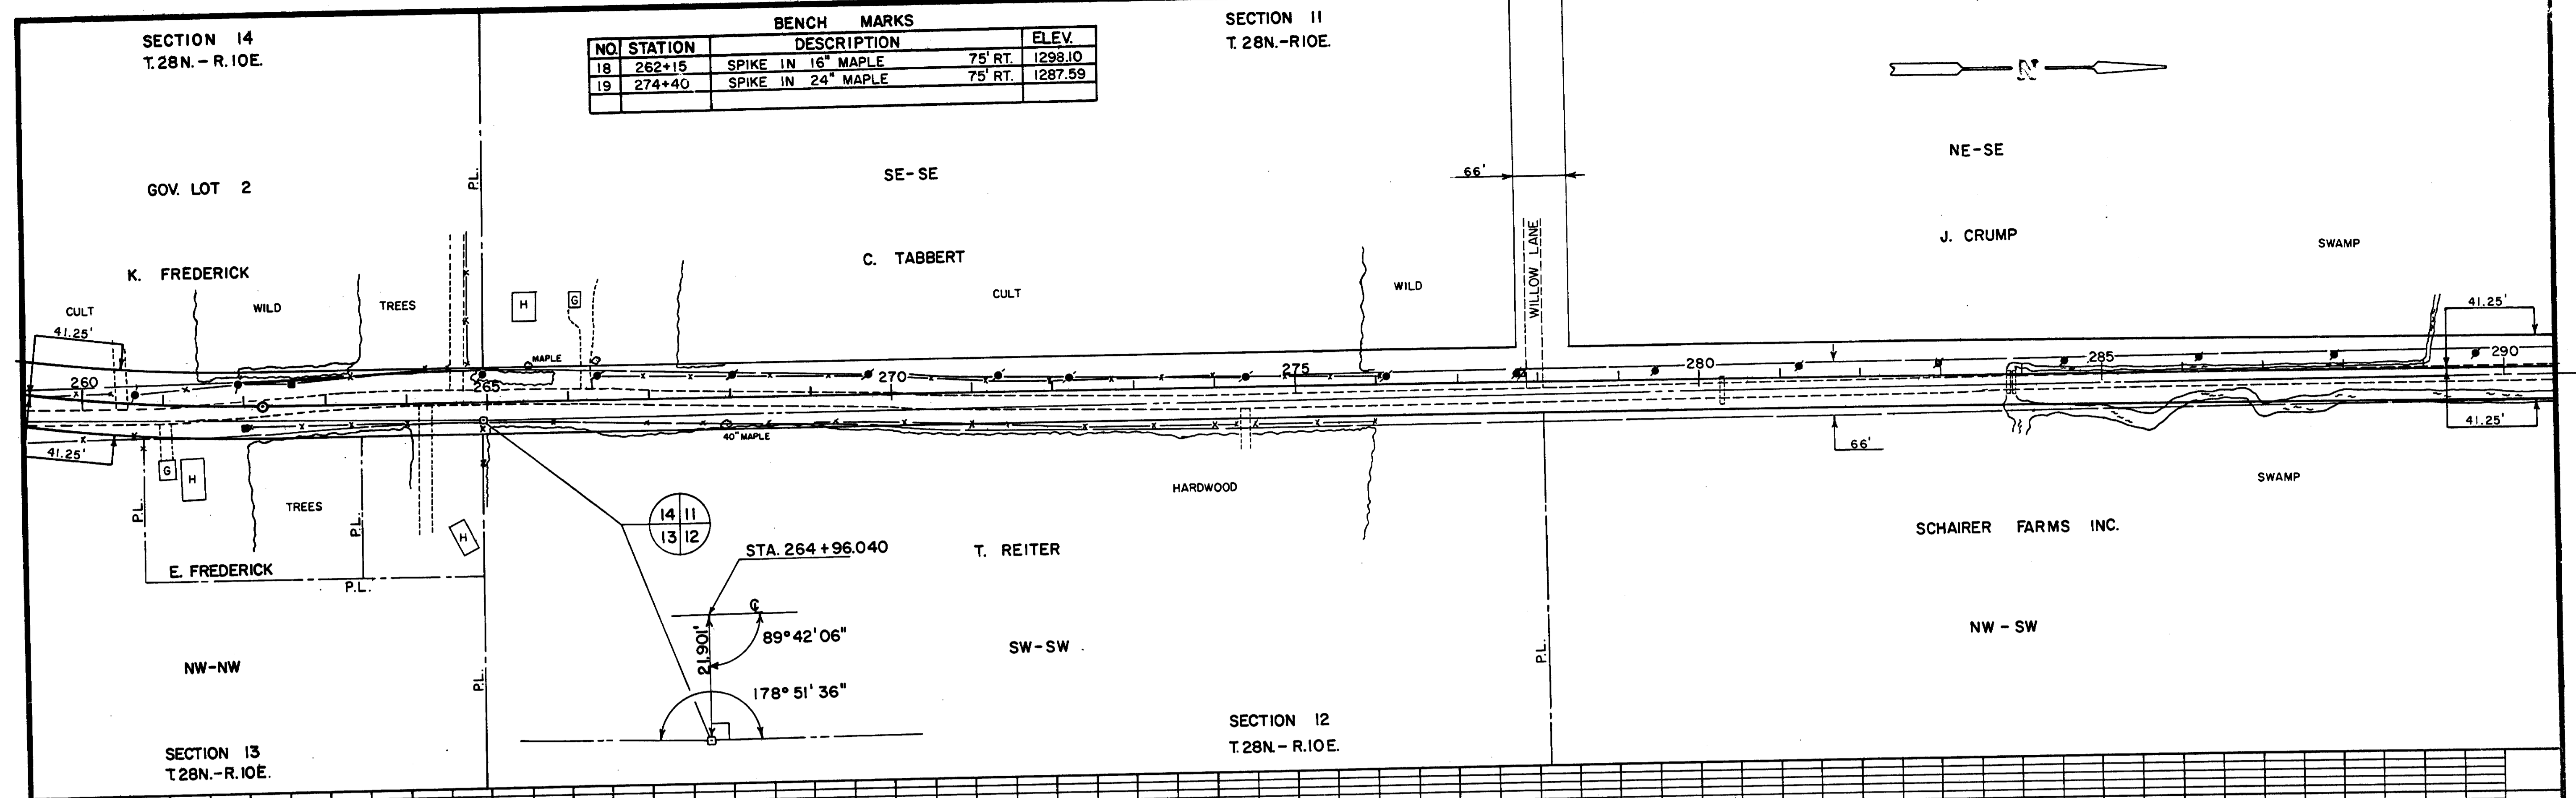 SECTION 14
T. 28N. - R. 10E.
BENCH MARKS
NO. STATION DESCRIPTION ELEV.
18 262+15 SPIKE IN 16" MAPLE 75' RT. 1298.10
19 274+40 SPIKE IN 24" MAPLE 75' RT. 1287.59
SECTION 11
T. 28N. - R10E.
N
GOV. LOT 2
P.L.
SE-SE
66'
NE-SE
K. FREDERICK
C. TABBERT
WILLOW LANE
J. CRUMP
SWAMP
CULT
WILD
TREES
H
G
CULT
WILD
41.25'
41.25'
MAPLE
260
265
270
275
280
285
290
40" MAPLE
41.25'
41.25'
66'
G
H
P.L.
TREES
P.L.
H
HARDWOOD
SWAMP
14 11
13 12
STA. 264+96.040
T. REITER
SCHAIRER FARMS INC.
E. FREDERICK
P.L.
℄
21.901'
89°42'06"
NW-NW
P.L.
178°51'36"
SW-SW
P.L.
NW-SW
SECTION 13
T. 28N. - R. 10E.
SECTION 12
T. 28N. - R. 10E.